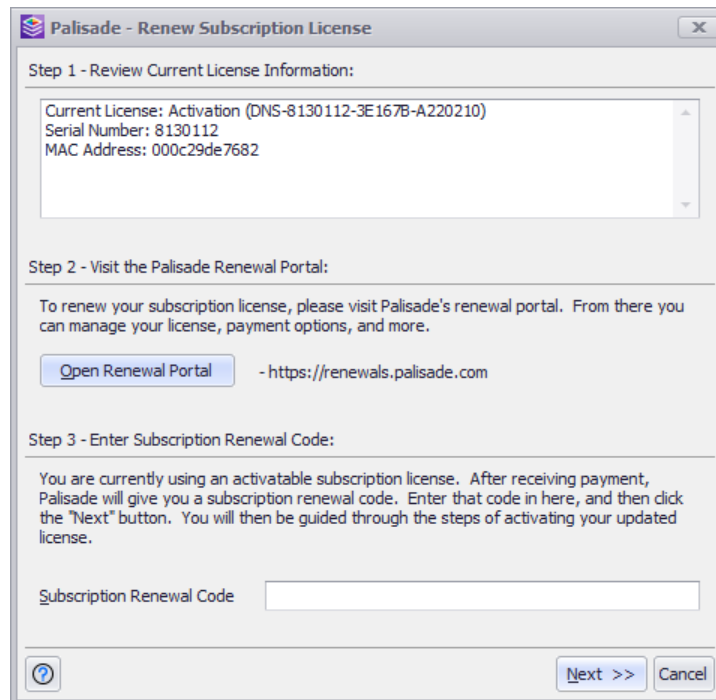 Palisade - Renew Subscription License
Step 1 - Review Current License Information:
Current License: Activation (DNS-8130112-3E167B-A220210)
Serial Number: 8130112
MAC Address: 000c29de7682
Step 2 - Visit the Palisade Renewal Portal:
To renew your subscription license, please visit Palisade's renewal portal.  From there you
can manage your license, payment options, and more.
Open Renewal Portal - https://renewals.palisade.com
Step 3 - Enter Subscription Renewal Code:
You are currently using an activatable subscription license.  After receiving payment,
Palisade will give you a subscription renewal code.  Enter that code in here, and then click
the "Next" button.  You will then be guided through the steps of activating your updated
license.
Subscription Renewal Code
? Next >> Cancel